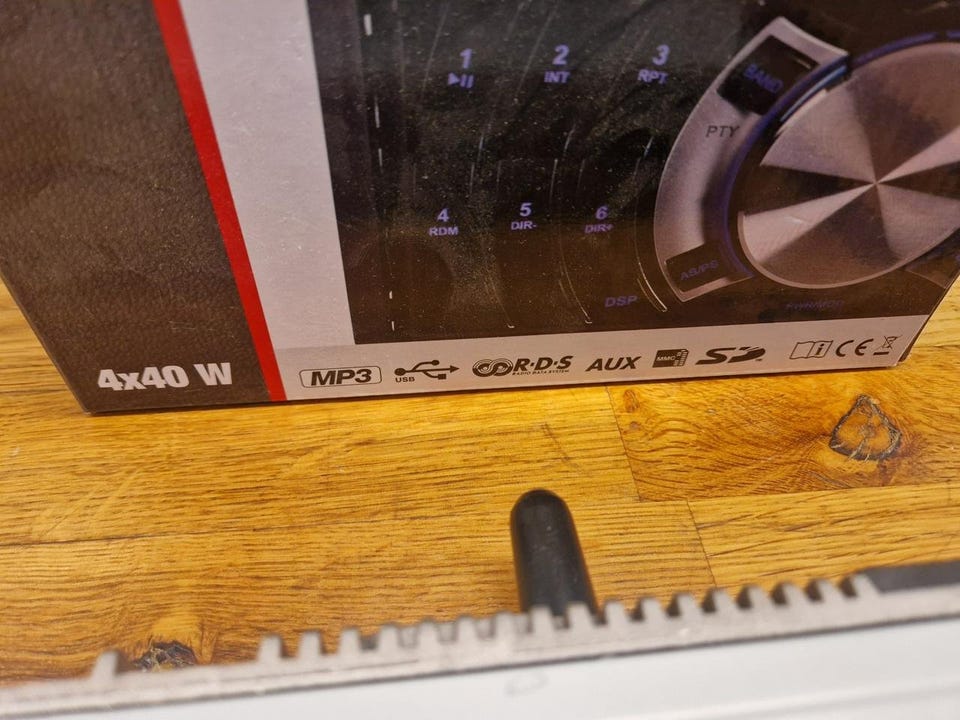 1 2 3
INT RPT
BAND
PTY
4 5 6
RDM DIR- DIR+
AS/PS
DSP
4x40 W
MP3 USB R·D·S RADIO DATA SYSTEM AUX MMC SD i CE